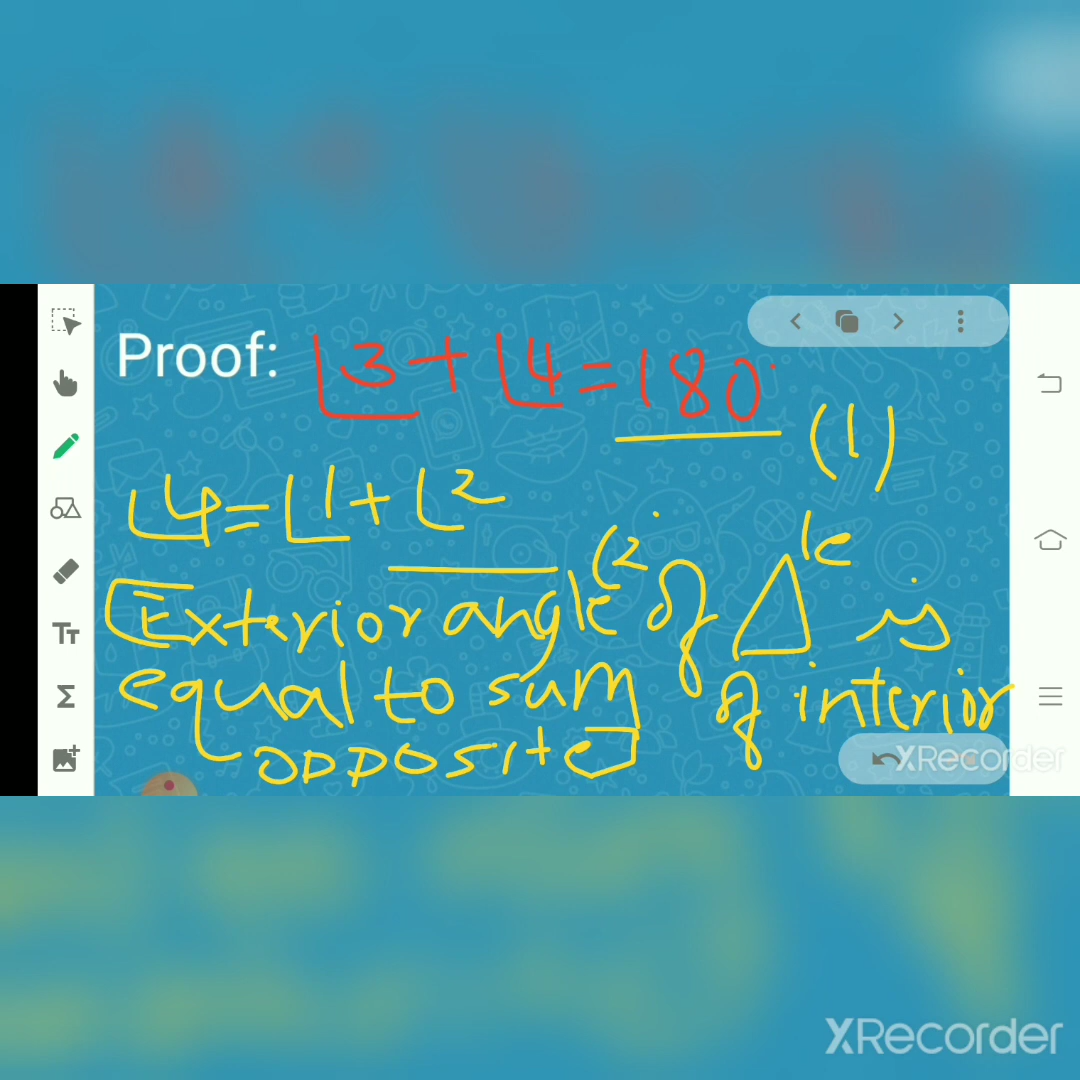 Proof: ∠3 + ∠4 = 180°
(1)
∠4 = ∠1 + ∠2
(2
[Exterior angle of Δle is
equal to sum of interior
opposite]
XRecorder
XRecorder